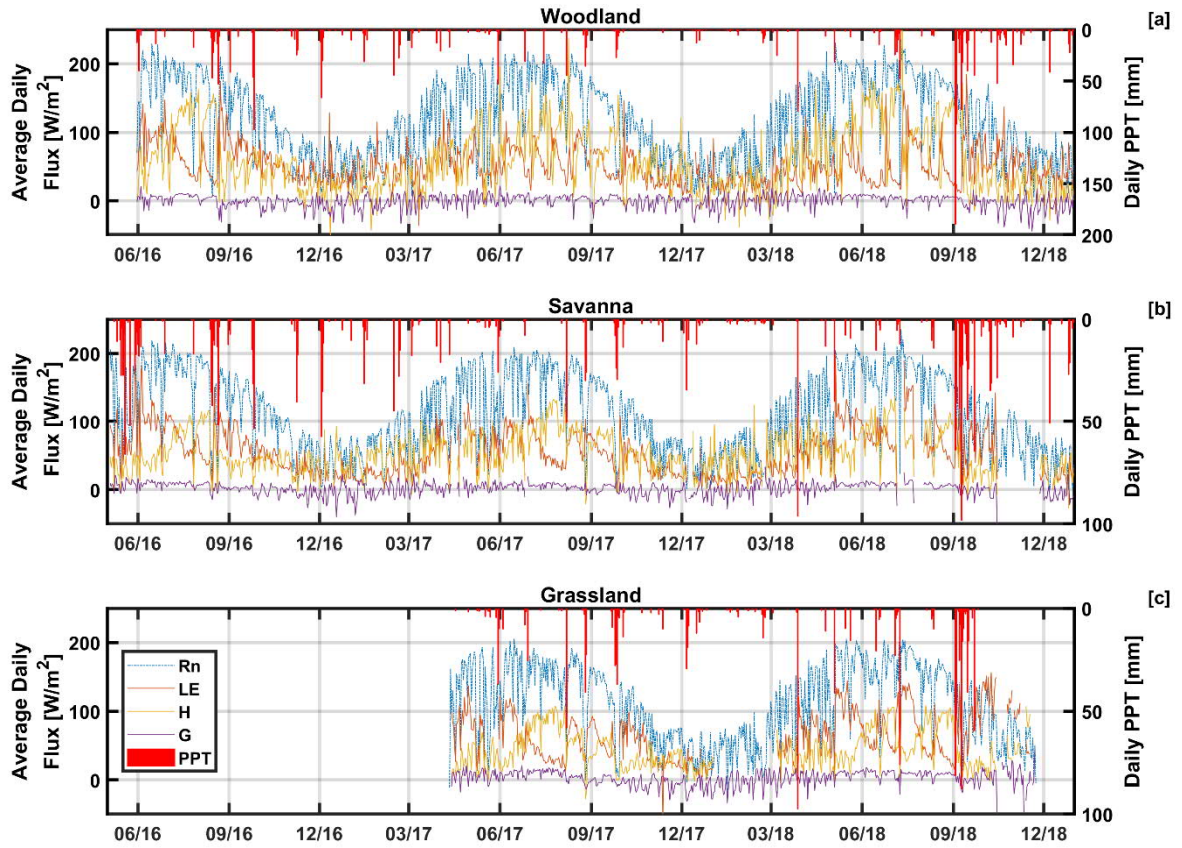 Woodland
[a]
Average Daily
Flux [W/m²]
200
100
0
0
50
100
150
200
Daily PPT [mm]
06/16 09/16 12/16 03/17 06/17 09/17 12/17 03/18 06/18 09/18 12/18
Savanna
[b]
Average Daily
Flux [W/m²]
200
100
0
0
50
100
Daily PPT [mm]
06/16 09/16 12/16 03/17 06/17 09/17 12/17 03/18 06/18 09/18 12/18
Grassland
[c]
Average Daily
Flux [W/m²]
200
100
0
Rn
LE
H
G
PPT
0
50
100
Daily PPT [mm]
06/16 09/16 12/16 03/17 06/17 09/17 12/17 03/18 06/18 09/18 12/18